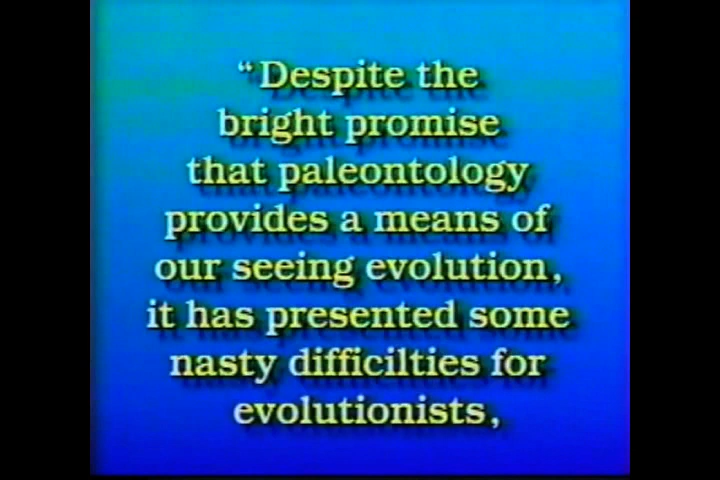 “Despite the
bright promise
that paleontology
provides a means of
our seeing evolution,
it has presented some
nasty difficilties for
evolutionists,